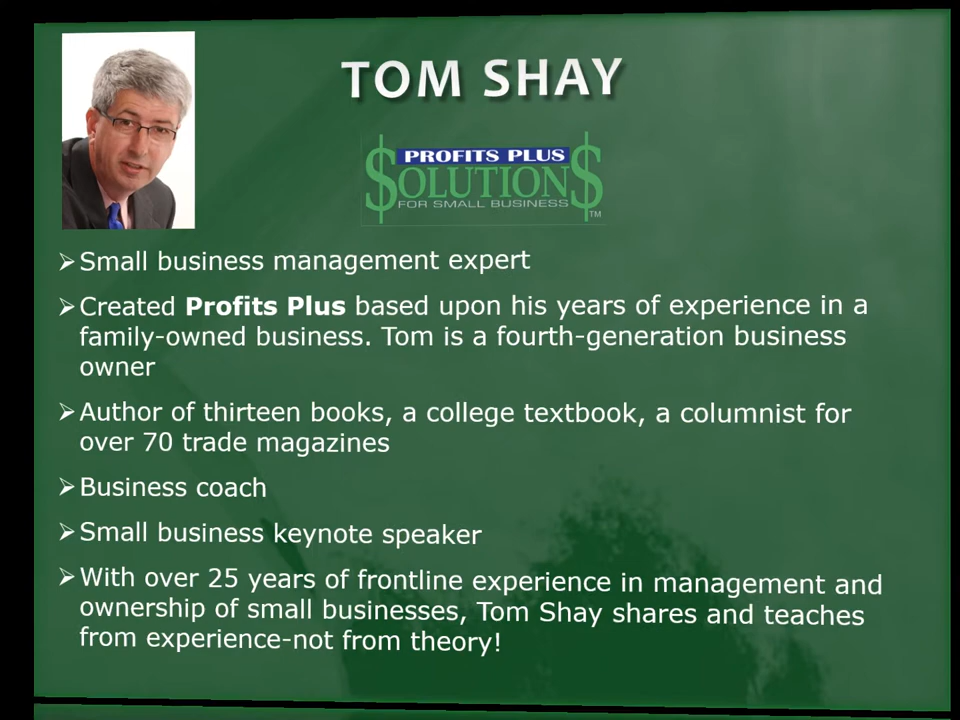 TOM SHAY
PROFITS PLUS
$OLUTION$
FOR SMALL BUSINESS
TM
➢Small business management expert
➢Created Profits Plus based upon his years of experience in a
family-owned business. Tom is a fourth-generation business
owner
➢Author of thirteen books, a college textbook, a columnist for
over 70 trade magazines
➢Business coach
➢Small business keynote speaker
➢With over 25 years of frontline experience in management and
ownership of small businesses, Tom Shay shares and teaches
from experience-not from theory!